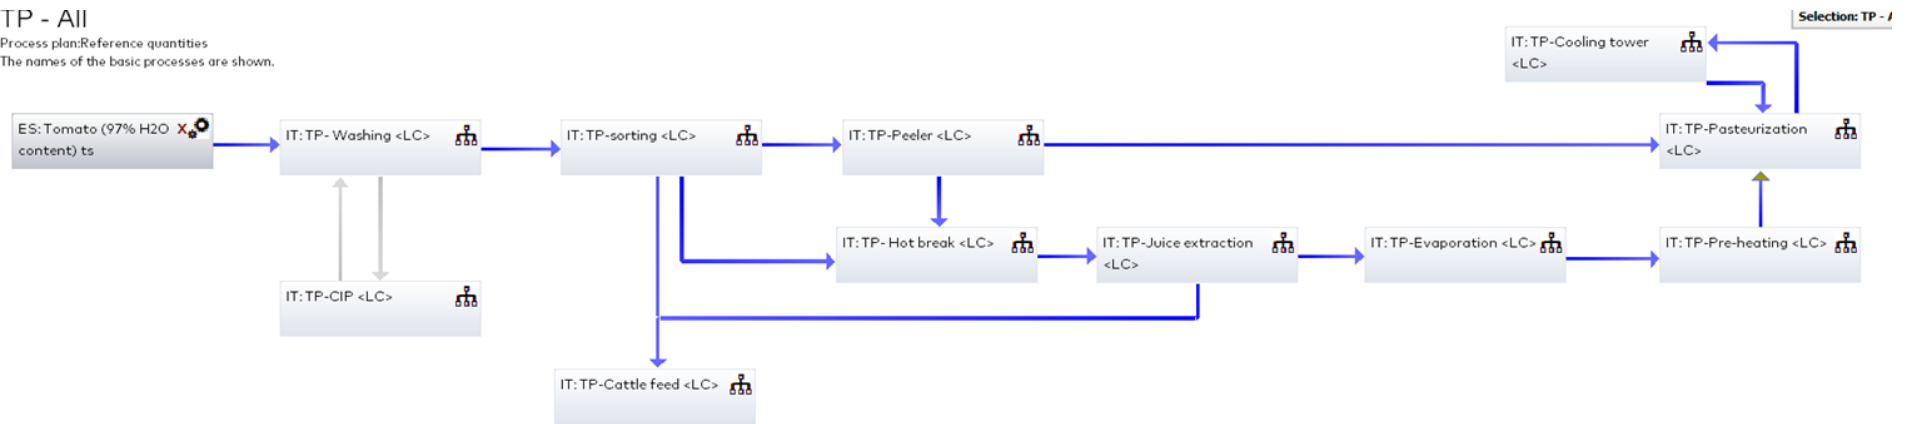 TP - All
Selection: TP - A
Process plan:Reference quantities
The names of the basic processes are shown.
IT: TP-Cooling tower
<LC>
ES: Tomato (97% H2O
content) ts
IT: TP- Washing <LC>
IT: TP-sorting <LC>
IT: TP-Peeler <LC>
IT: TP-Pasteurization
<LC>
IT: TP- Hot break <LC>
IT: TP-Juice extraction
<LC>
IT: TP-Evaporation <LC>
IT: TP-Pre-heating <LC>
IT: TP-CIP <LC>
IT: TP-Cattle feed <LC>